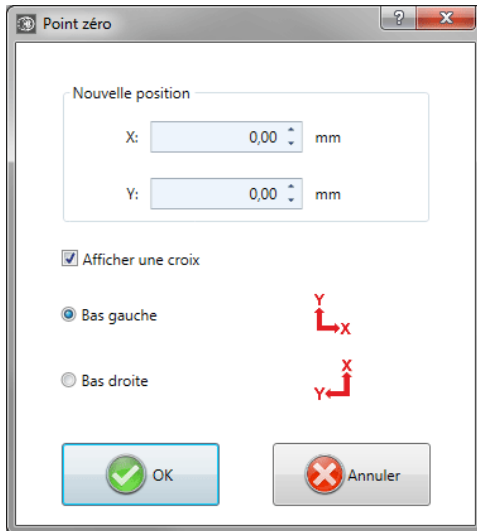 Point zéro
?
Nouvelle position
X: 0,00 mm
Y: 0,00 mm
Afficher une croix
Bas gauche
Y
X
Bas droite
X
Y
OK
Annuler